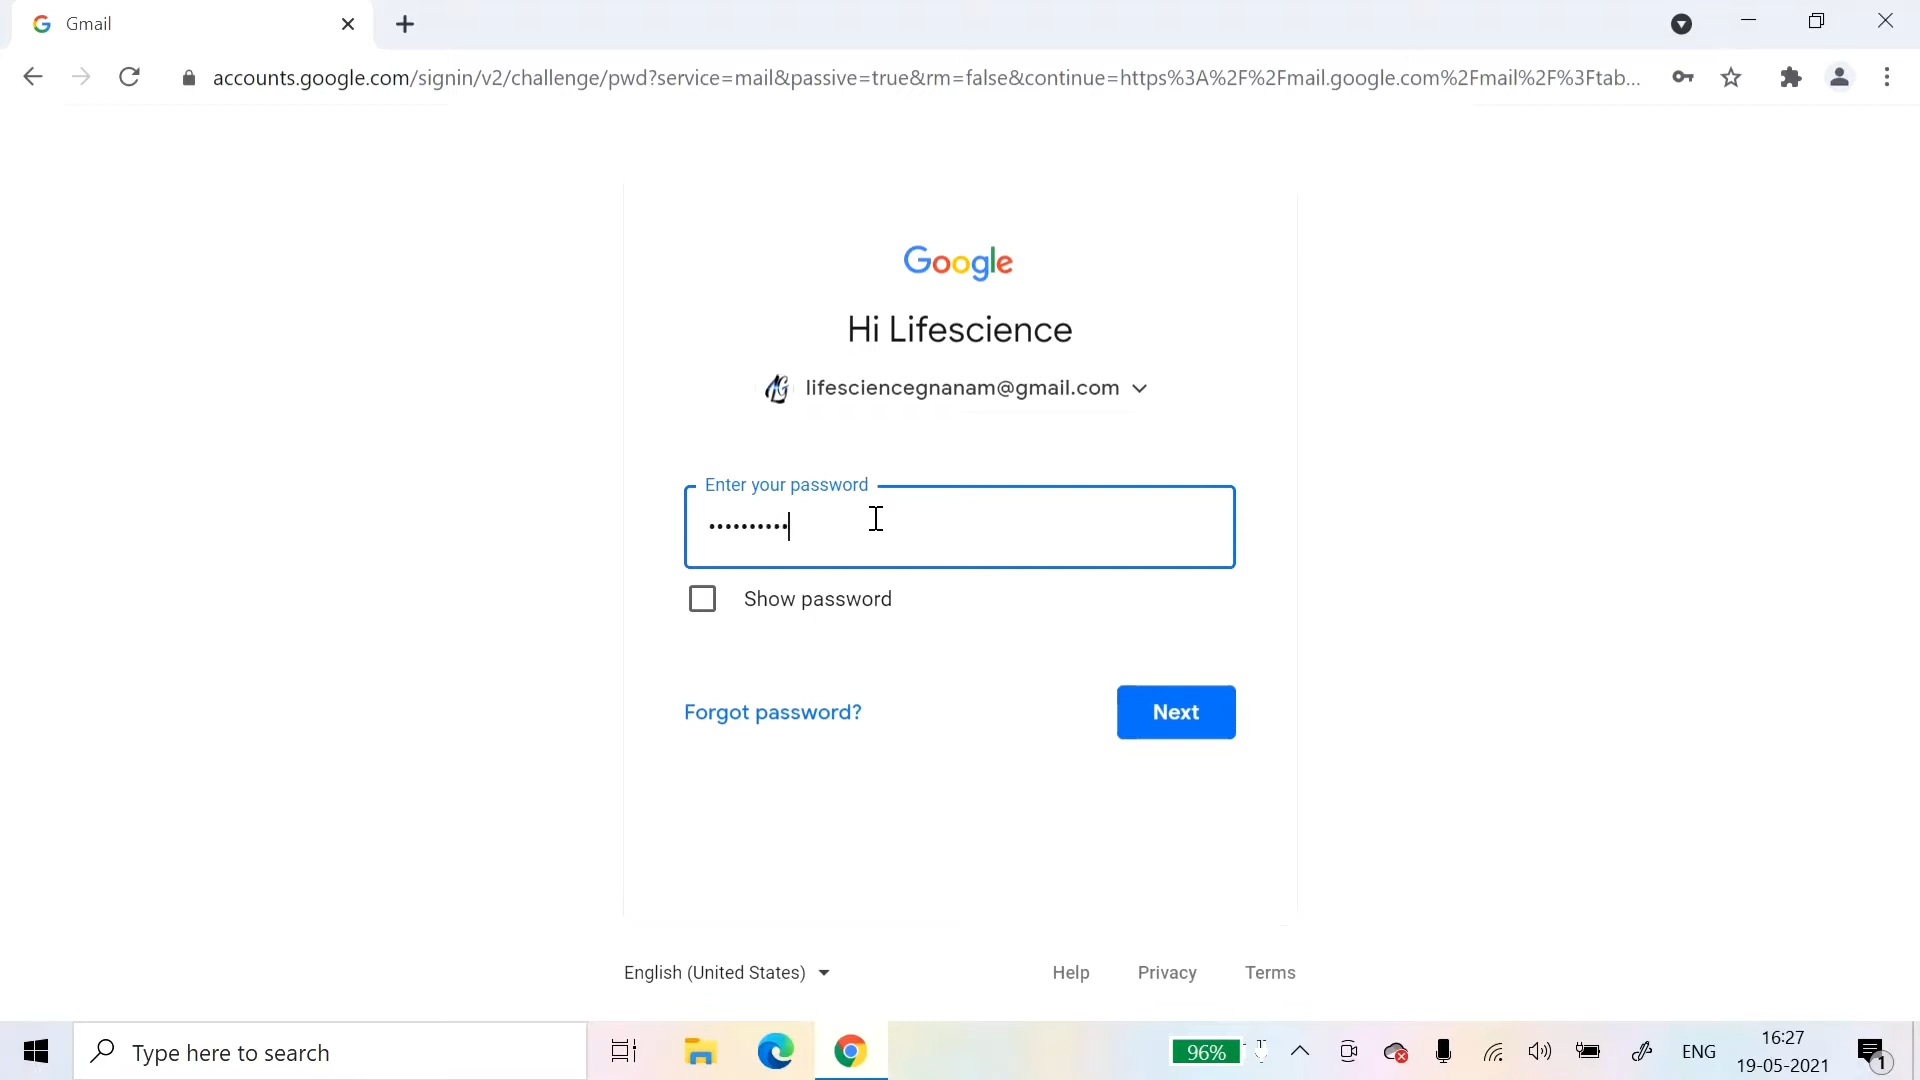 Gmail
accounts.google.com/signin/v2/challenge/pwd?service=mail&passive=true&rm=false&continue=https%3A%2F%2Fmail.google.com%2Fmail%2F%3Ftab...
Google
Hi Lifescience
lifesciencegnanam@gmail.com
Enter your password
••••••••••
Show password
Forgot password?
Next
English (United States)
Help
Privacy
Terms
Type here to search
96%
ENG
16:27
19-05-2021
1